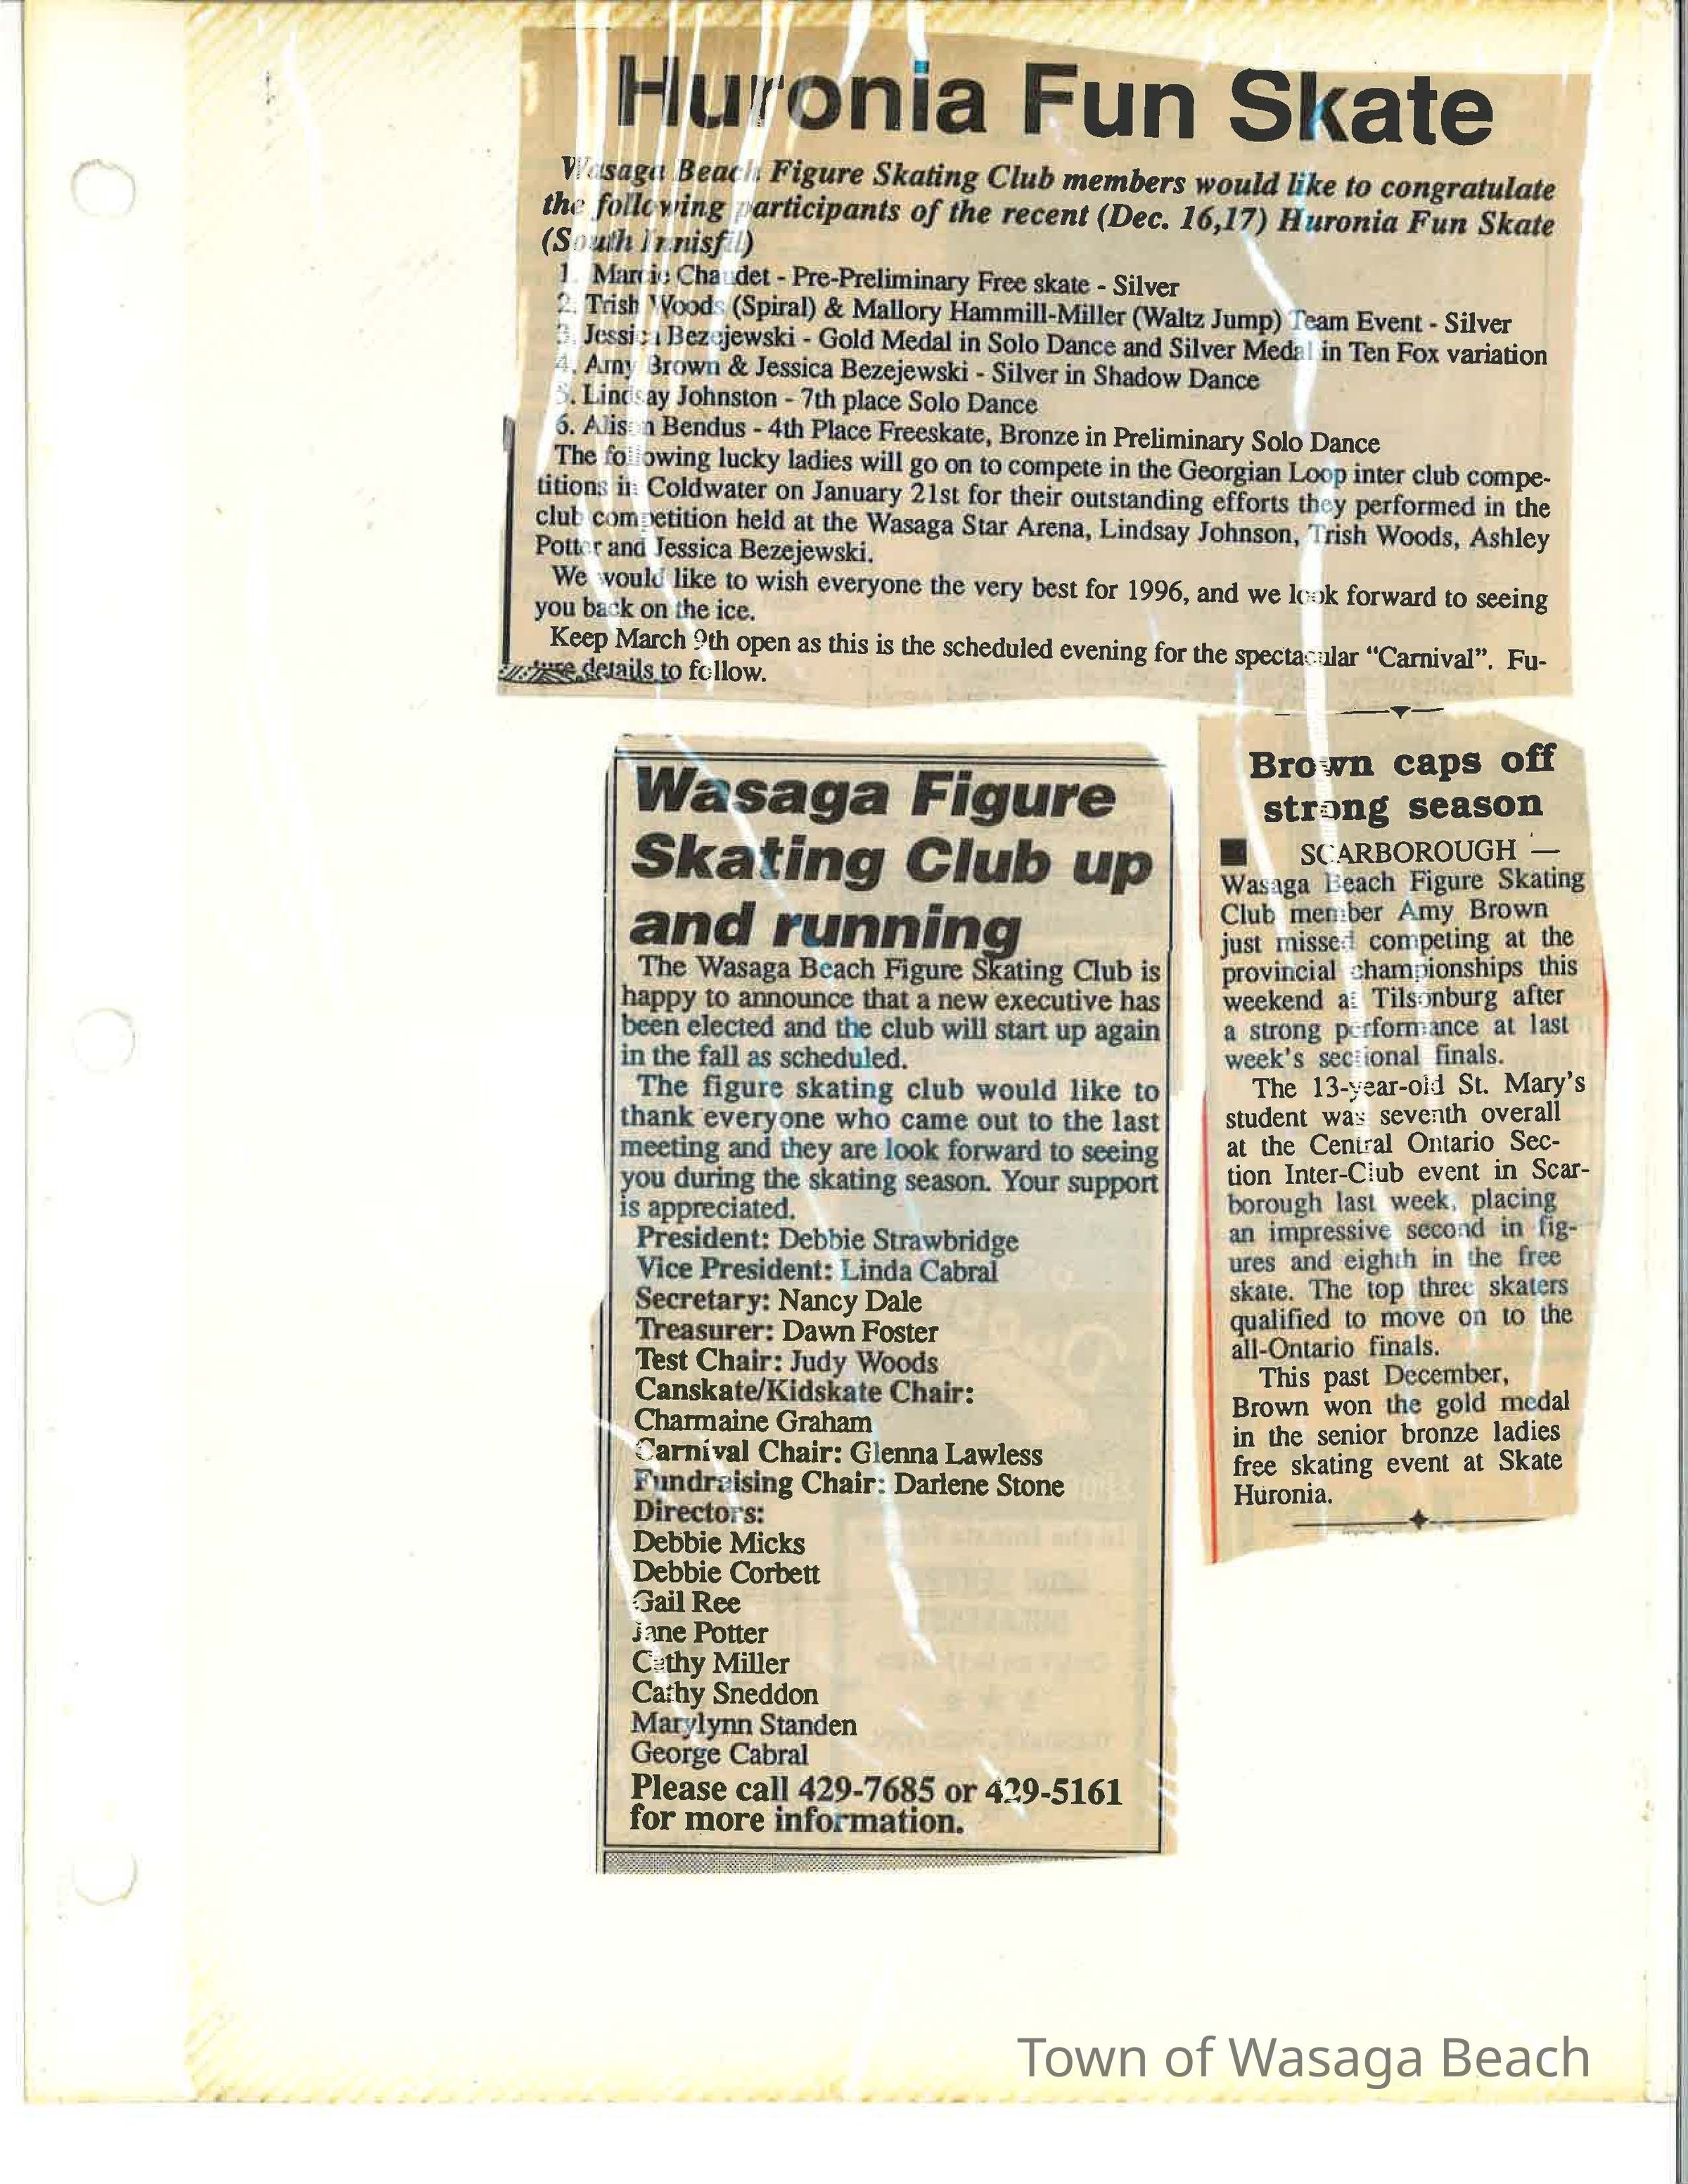 Huronia Fun Skate
Wasaga Beach Figure Skating Club members would like to congratulate
the following participants of the recent (Dec. 16,17) Huronia Fun Skate
(South Innisfil)
1. Marcie Chaudet - Pre-Preliminary Free skate - Silver
2. Trish Woods (Spiral) & Mallory Hammill-Miller (Waltz Jump) Team Event - Silver
3. Jessica Bezejewski - Gold Medal in Solo Dance and Silver Medal in Ten Fox variation
4. Amy Brown & Jessica Bezejewski - Silver in Shadow Dance
5. Lindsay Johnston - 7th place Solo Dance
6. Alison Bendus - 4th Place Freeskate, Bronze in Preliminary Solo Dance
The following lucky ladies will go on to compete in the Georgian Loop inter club compe-
titions in Coldwater on January 21st for their outstanding efforts they performed in the
club competition held at the Wasaga Star Arena, Lindsay Johnson, Trish Woods, Ashley
Potter and Jessica Bezejewski.
We would like to wish everyone the very best for 1996, and we look forward to seeing
you back on the ice.
Keep March 9th open as this is the scheduled evening for the spectacular "Carnival". Fu-
ture details to follow.
Wasaga Figure
Skating Club up
and running
The Wasaga Beach Figure Skating Club is
happy to announce that a new executive has
been elected and the club will start up again
in the fall as scheduled.
The figure skating club would like to
thank everyone who came out to the last
meeting and they are look forward to seeing
you during the skating season. Your support
is appreciated.
President: Debbie Strawbridge
Vice President: Linda Cabral
Secretary: Nancy Dale
Treasurer: Dawn Foster
Test Chair: Judy Woods
Canskate/Kidskate Chair:
Charmaine Graham
Carnival Chair: Glenna Lawless
Fundraising Chair: Darlene Stone
Directors:
Debbie Micks
Debbie Corbett
Gail Ree
Jane Potter
Cathy Miller
Cathy Sneddon
Marylynn Standen
George Cabral
Please call 429-7685 or 429-5161
for more information.
Brown caps off
strong season
SCARBOROUGH —
Wasaga Beach Figure Skating
Club member Amy Brown
just missed competing at the
provincial championships this
weekend at Tilsonburg after
a strong performance at last
week's sectional finals.
The 13-year-old St. Mary's
student was seventh overall
at the Central Ontario Sec-
tion Inter-Club event in Scar-
borough last week, placing
an impressive second in fig-
ures and eighth in the free
skate. The top three skaters
qualified to move on to the
all-Ontario finals.
This past December,
Brown won the gold medal
in the senior bronze ladies
free skating event at Skate
Huronia.
Town of Wasaga Beach